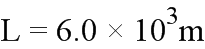 L = 6.0 × 10³m